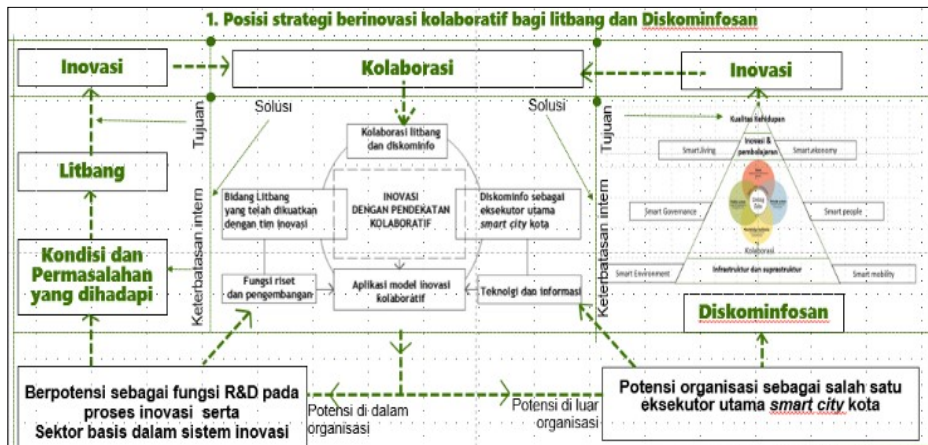 1. Posisi strategi berinovasi kolaboratif bagi litbang dan Diskominfosan
Inovasi
Kolaborasi
Inovasi
Solusi
Solusi
Tujuan
Tujuan
Litbang
Kondisi dan
Permasalahan
yang dihadapi
Keterbatasan intern
Keterbatasan intern
Kolaborasi litbang
dan diskominfo
Bidang Litbang
yang telah dikuatkan
dengan tim inovasi
INOVASI
DENGAN PENDEKATAN
KOLABORATIF
Diskominfo sebagai
eksekutor utama
smart city kota
Fungsi riset
dan pengembangan
Aplikasi model inovasi
kolaboratif
Teknolgi dan informasi
Kualitas Kehidupan
Inovasi &
pembelajaran
Smart living
Smart ekonomy
Smart Governance
Smart people
Kolaborasi
Smart Environment
Infrastruktur dan suprastruktur
Smart mobility
Diskominfosan
Berpotensi sebagai fungsi R&D pada
proses inovasi serta
Sektor basis dalam sistem inovasi
Potensi di dalam
organisasi
Potensi di luar
organisasi
Potensi organisasi sebagai salah satu
eksekutor utama smart city kota